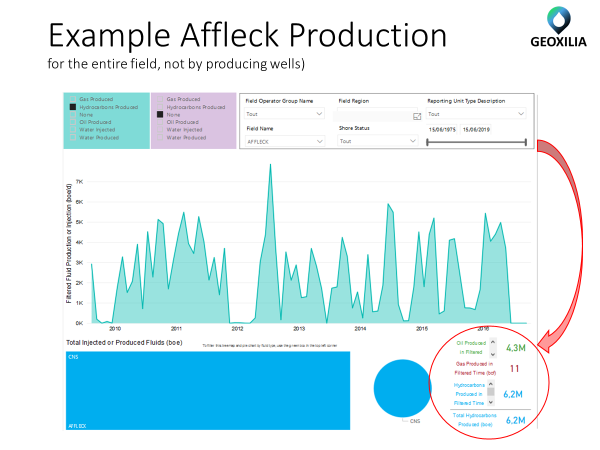 Example Affleck Production
for the entire field, not by producing wells)
GEOXILIA
Gas Produced
Hydrocarbons Produced
None
Oil Produced
Water Injected
Water Produced
Gas Produced
Hydrocarbons Produced
None
Oil Produced
Water Injected
Water Produced
Field Operator Group Name
Tout
Field Region
Reporting Unit Type Description
Tout
Field Name
AFFLECK
Shore Status
Tout
15/06/1975 15/06/2019
Filtered Fluid Production or Injection (boe/d)
7K
6K
5K
4K
3K
2K
1K
0K
2010 2011 2012 2013 2014 2015 2016
Total Injected or Produced Fluids (boe)
CNS
AFFLECK
CNS
Oil Produced
in Filtered
4.3M
Gas Produced in
Filtered Time (bcf)
11
Hydrocarbons
Produced in
Filtered Time
6.2M
Total Hydrocarbons
Produced (boe)
6.2M